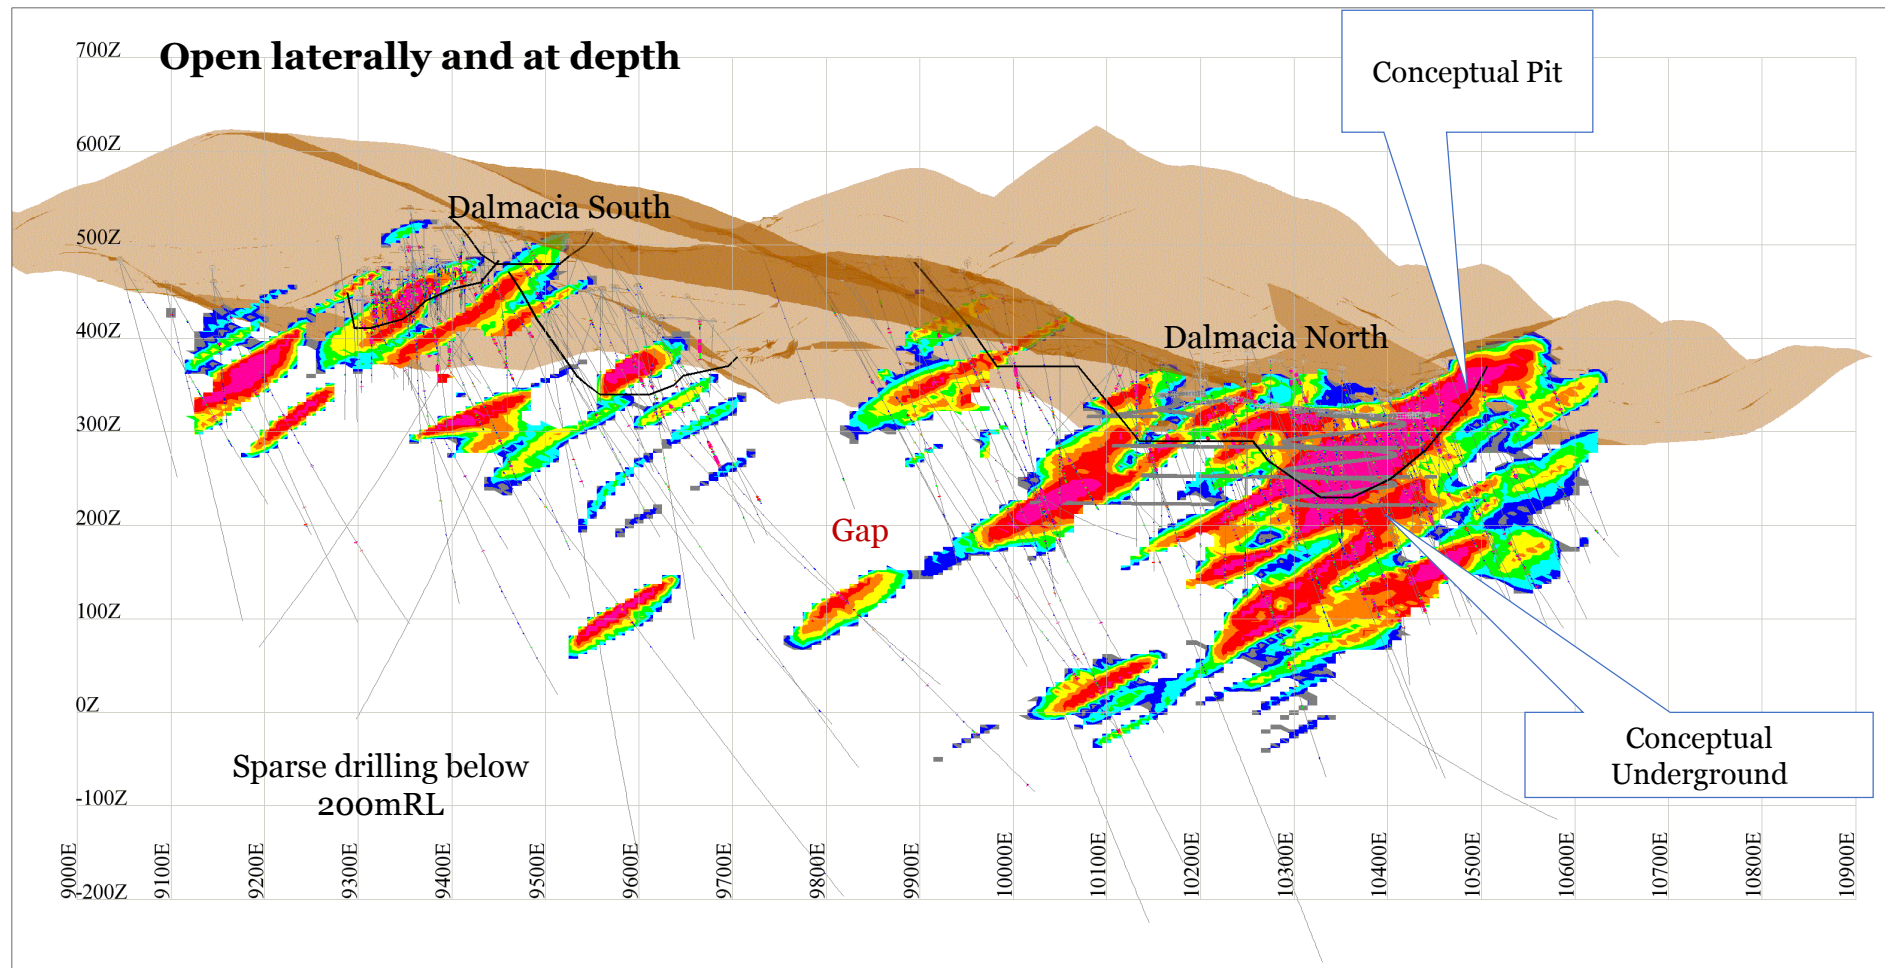 Open laterally and at depth
700Z
600Z
500Z
400Z
300Z
200Z
100Z
0Z
-100Z
-200Z
Conceptual Pit
Dalmacia South
Dalmacia North
Gap
Sparse drilling below
200mRL
Conceptual
Underground
9000E
9100E
9200E
9300E
9400E
9500E
9600E
9700E
9800E
9900E
10000E
10100E
10200E
10300E
10400E
10500E
10600E
10700E
10800E
10900E